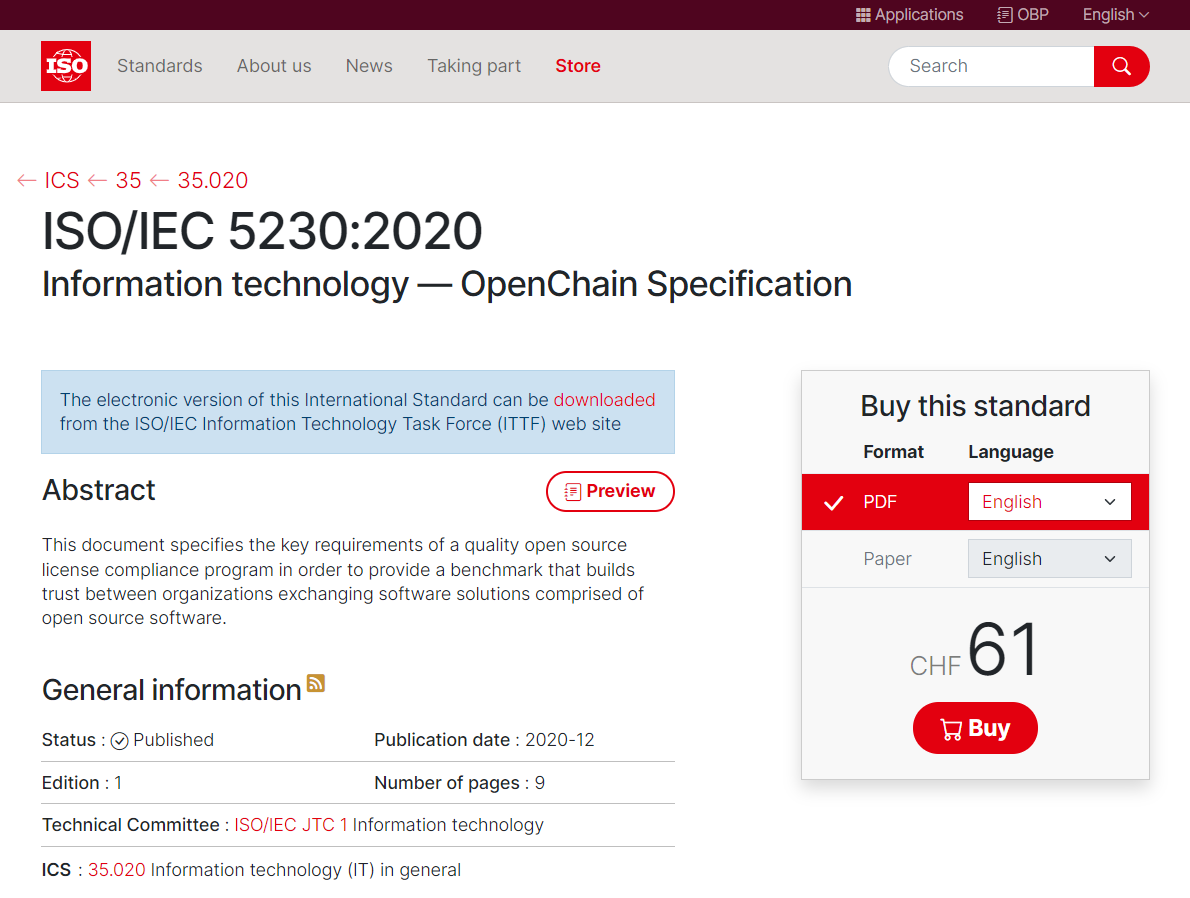 Applications OBP English
ISO Standards About us News Taking part Store Search
← ICS ← 35 ← 35.020
ISO/IEC 5230:2020
Information technology — OpenChain Specification
The electronic version of this International Standard can be downloaded
from the ISO/IEC Information Technology Task Force (ITTF) web site
Abstract
Preview
This document specifies the key requirements of a quality open source
license compliance program in order to provide a benchmark that builds
trust between organizations exchanging software solutions comprised of
open source software.
General information
Status : Published Publication date : 2020-12
Edition : 1 Number of pages : 9
Technical Committee : ISO/IEC JTC 1 Information technology
ICS : 35.020 Information technology (IT) in general
Buy this standard
Format Language
PDF English
Paper English
CHF 61
Buy